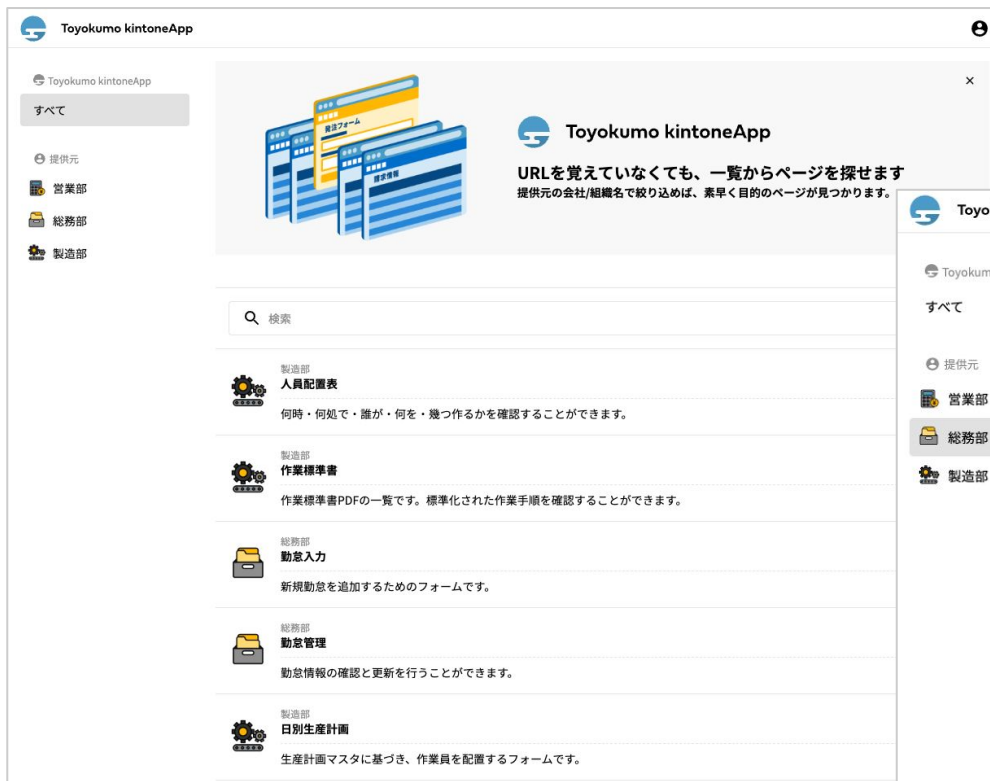 Toyokumo kintoneApp
Toyokumo kintoneApp
すべて
提供元
営業部
総務部
製造部
発注フォーム
請求情報
Toyokumo kintoneApp
URLを覚えていなくても、一覧からページを探せます
提供元の会社/組織名で絞り込めば、素早く目的のページが見つかります。
検索
製造部
人員配置表
何時・何処で・誰が・何を・幾つ作るかを確認することができます。
製造部
作業標準書
作業標準書PDFの一覧です。標準化された作業手順を確認することができます。
総務部
勤怠入力
新規勤怠を追加するためのフォームです。
総務部
勤怠管理
勤怠情報の確認と更新を行うことができます。
製造部
日別生産計画
生産計画マスタに基づき、作業員を配置するフォームです。
Toyo
Toyokum
すべて
提供元
営業部
総務部
製造部